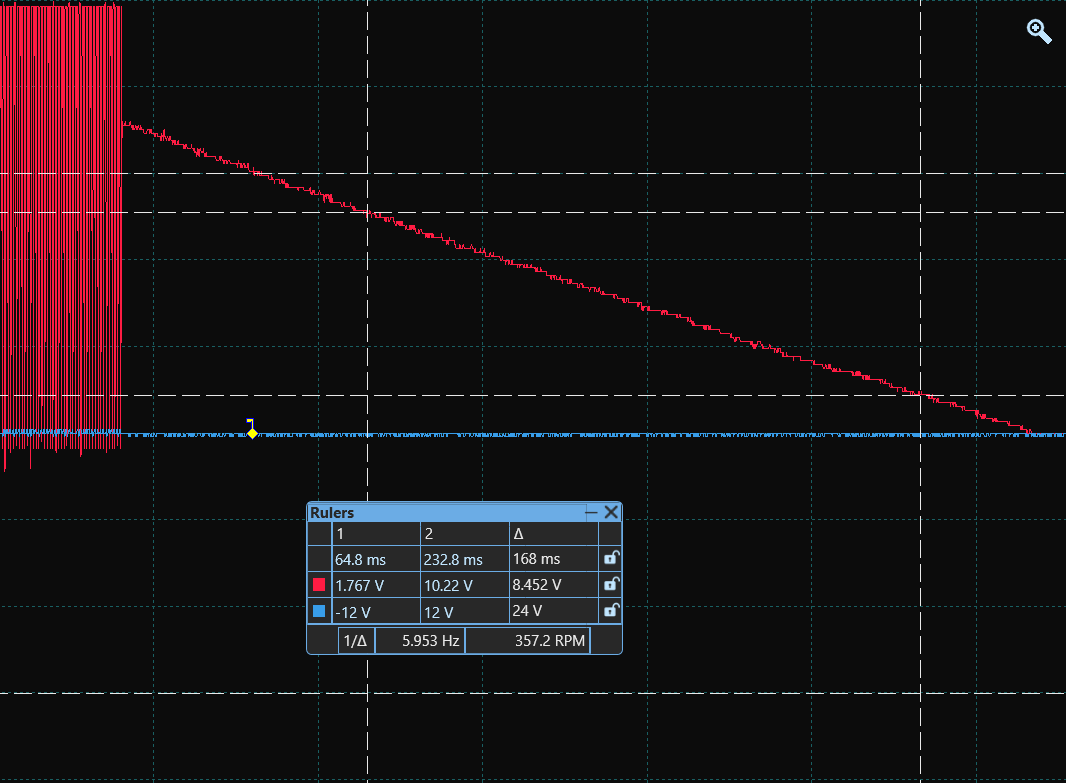 Rulers
1 2 Δ
64.8 ms 232.8 ms 168 ms
1.767 V 10.22 V 8.452 V
-12 V 12 V 24 V
1/Δ 5.953 Hz 357.2 RPM